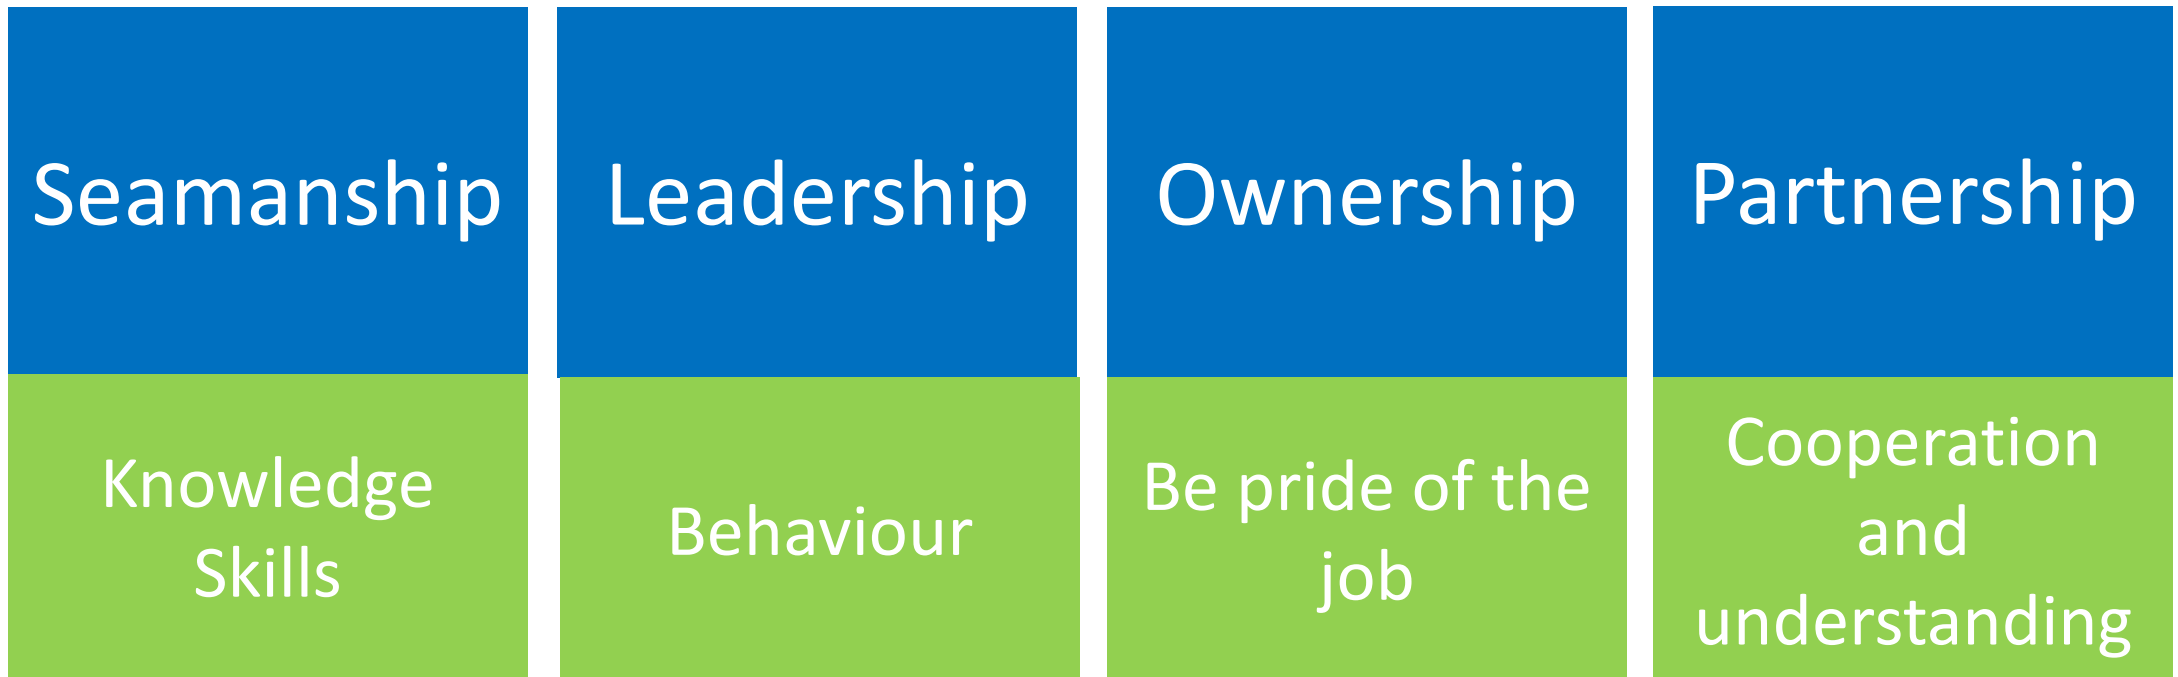 Seamanship
Knowledge
Skills
Leadership
Behaviour
Ownership
Be pride of the
job
Partnership
Cooperation
and
understanding